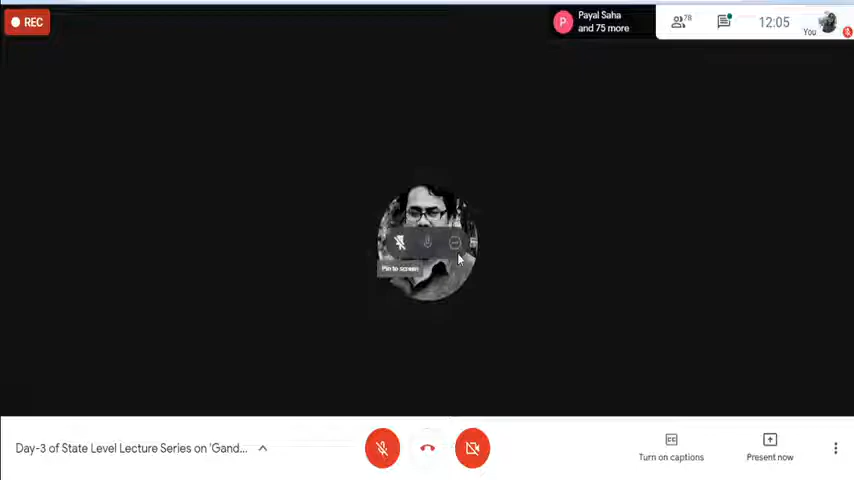 REC
P
Payal Saha
and 75 more
78
12:05
You
Pin to screen
Day-3 of State Level Lecture Series on 'Gand...
CC
Turn on captions
Present now